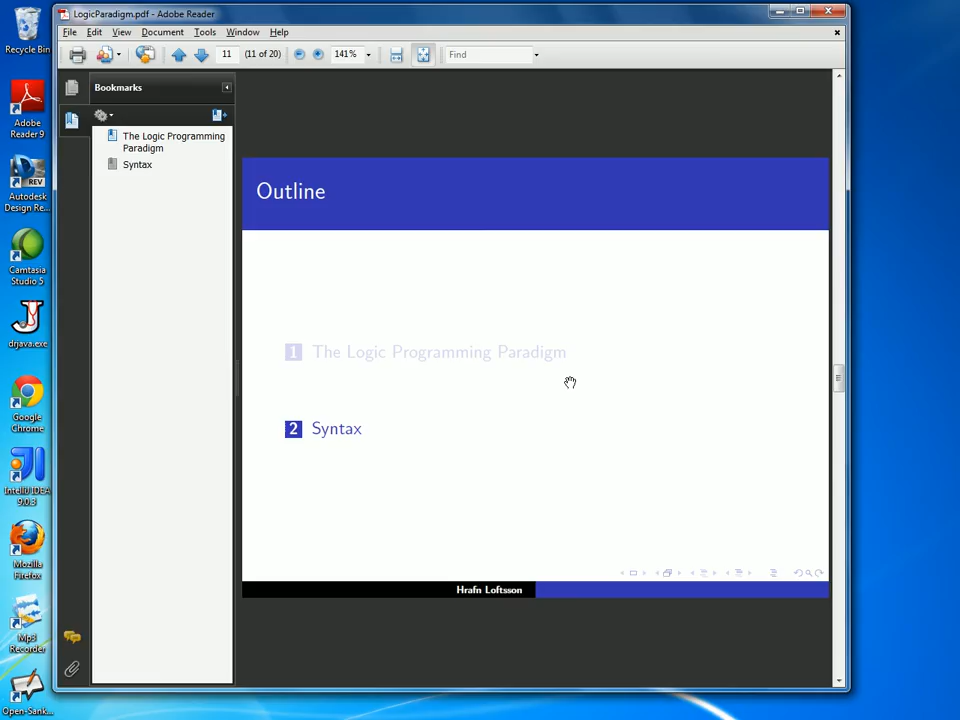 LogicParadigm.pdf - Adobe Reader
File Edit View Document Tools Window Help
11 (11 of 20) 141% Find
Bookmarks
The Logic Programming
Paradigm
Syntax
Outline
1 The Logic Programming Paradigm
2 Syntax
Hrafn Loftsson
Recycle Bin
Adobe
Reader 9
REV
Autodesk
Design Re...
Camtasia
Studio 5
drjava.exe
Google
Chrome
IntelliJ IDEA
9.0.3
Mozilla
Firefox
Mp3
Recorder
Open-Sank...